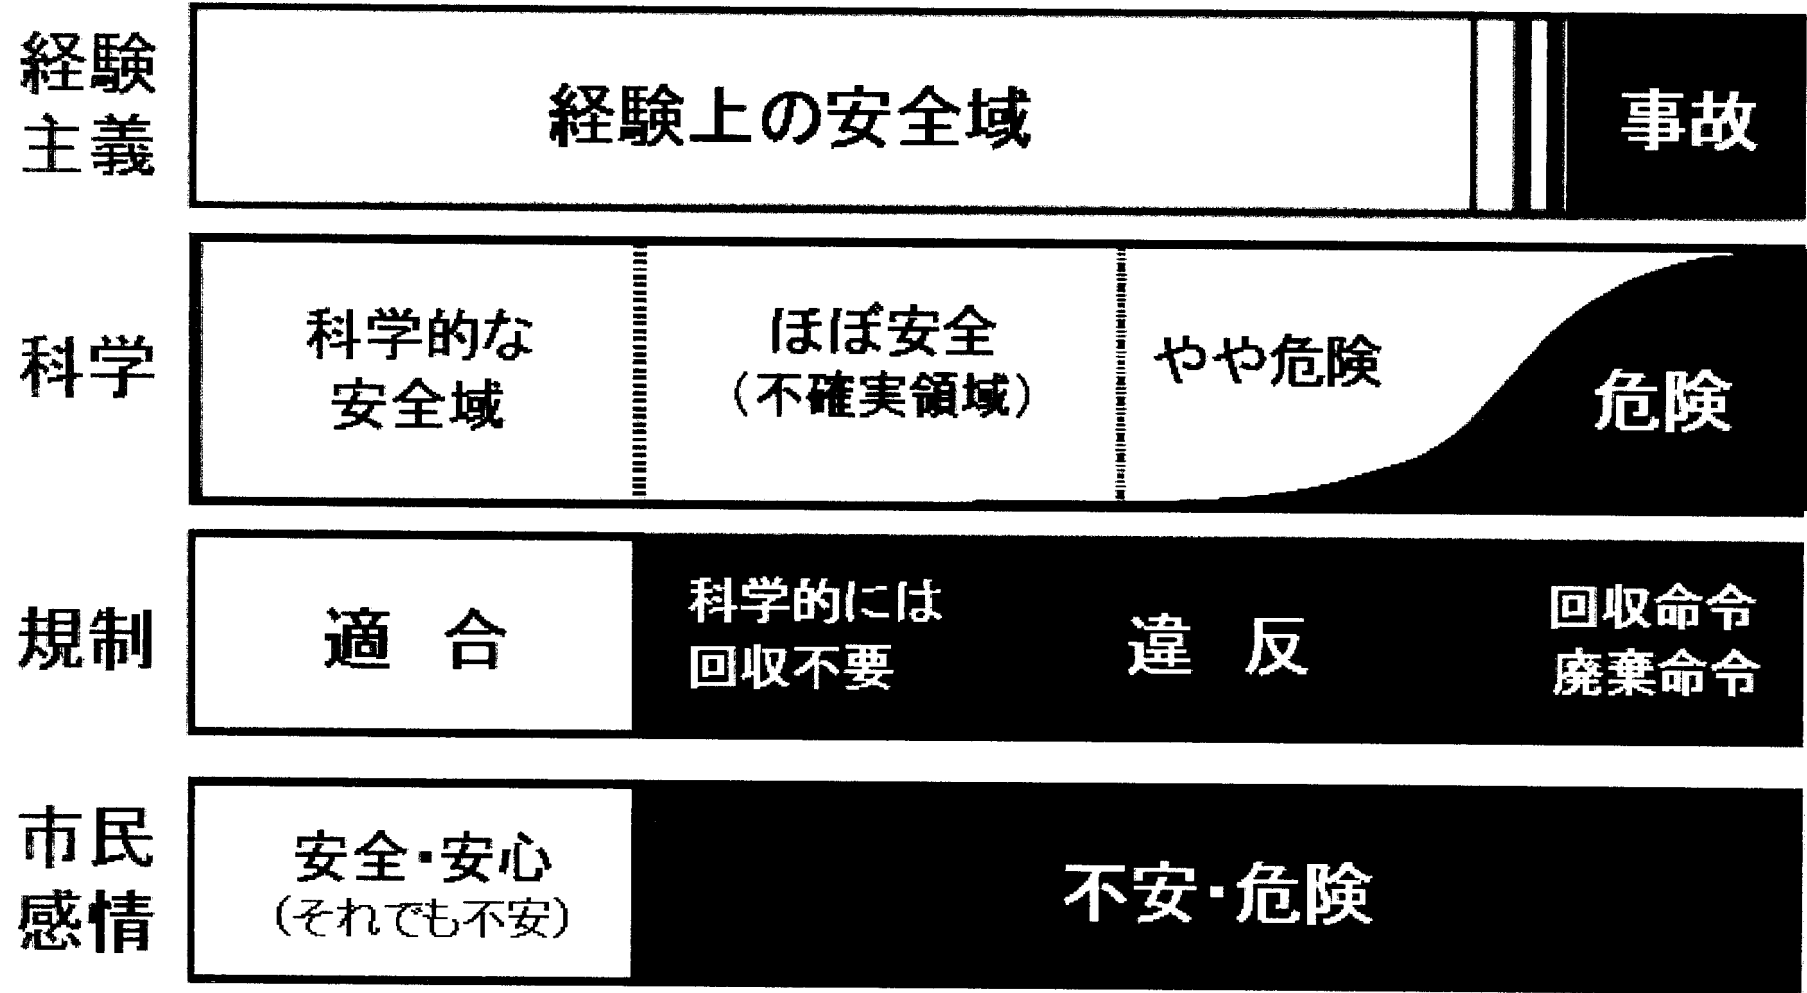 経験
主義
経験上の安全域
事故
科学
科学的な
安全域
ほぼ安全
(不確実領域)
やや危険
危険
規制
適 合
科学的には
回収不要
違 反
回収命令
廃棄命令
市民
感情
安全・安心
(それでも不安)
不安・危険